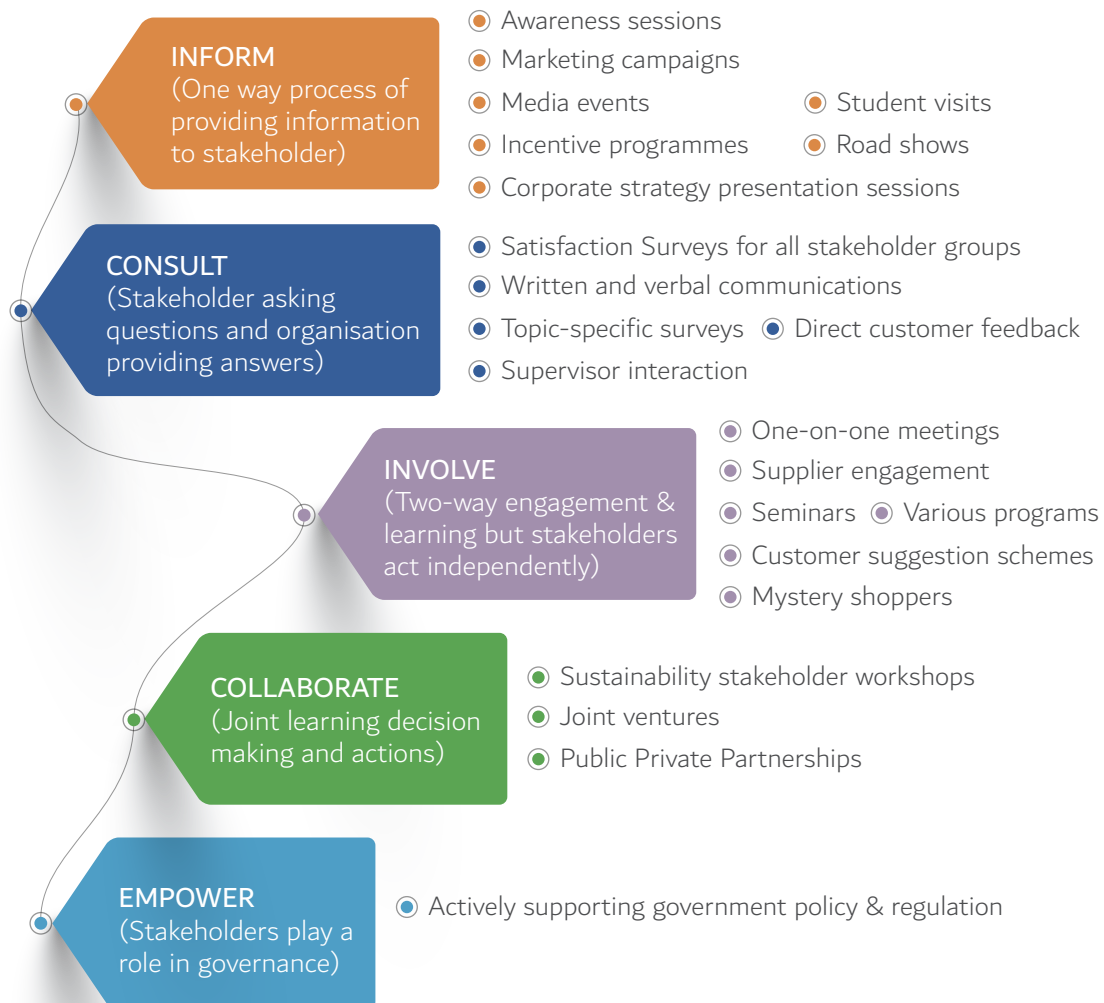 INFORM
(One way process of
providing information
to stakeholder)
Awareness sessions
Marketing campaigns
Media events
Student visits
Incentive programmes
Road shows
Corporate strategy presentation sessions
CONSULT
(Stakeholder asking
questions and organisation
providing answers)
Satisfaction Surveys for all stakeholder groups
Written and verbal communications
Topic-specific surveys
Direct customer feedback
Supervisor interaction
INVOLVE
(Two-way engagement &
learning but stakeholders
act independently)
One-on-one meetings
Supplier engagement
Seminars
Various programs
Customer suggestion schemes
Mystery shoppers
COLLABORATE
(Joint learning decision
making and actions)
Sustainability stakeholder workshops
Joint ventures
Public Private Partnerships
EMPOWER
(Stakeholders play a
role in governance)
Actively supporting government policy & regulation